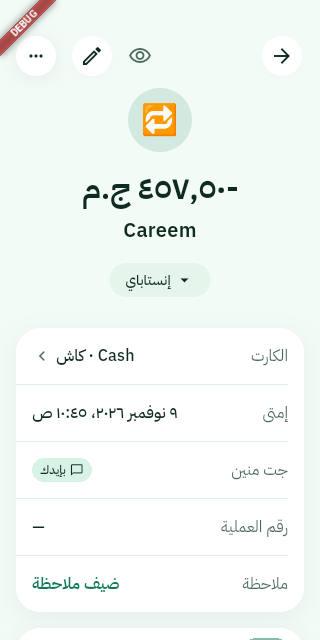 DEBUG
-٤٥٧,٥٠ ج.م
Careem
إنستاباي
الكارت
كاش · Cash
إمتى
٩ نوفمبر ٢٠٢٦، ١٠:٤٥ ص
جت منين
بإيدك
رقم العملية
—
ملاحظة
ضيف ملاحظة